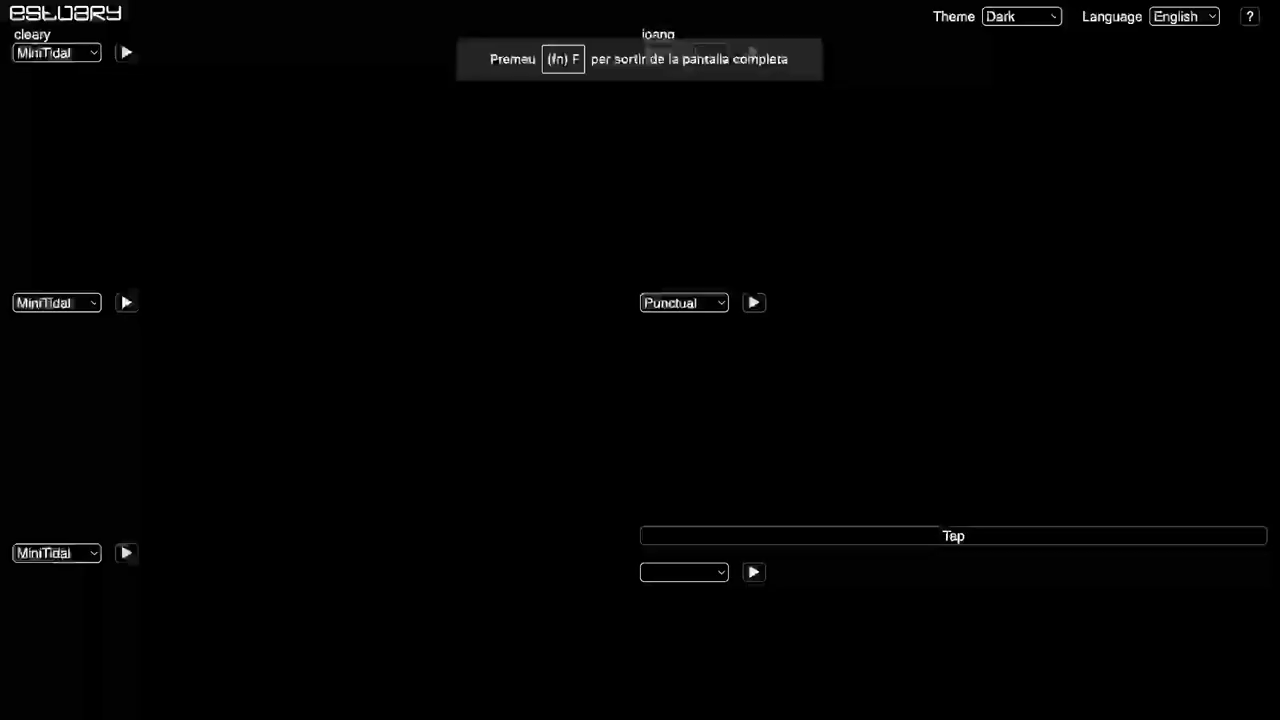 estuary
Theme Dark Language English ?
cleary
joang
MiniTidal
Premeu (fn) F per sortir de la pantalla completa
MiniTidal
Punctual
Tap
MiniTidal